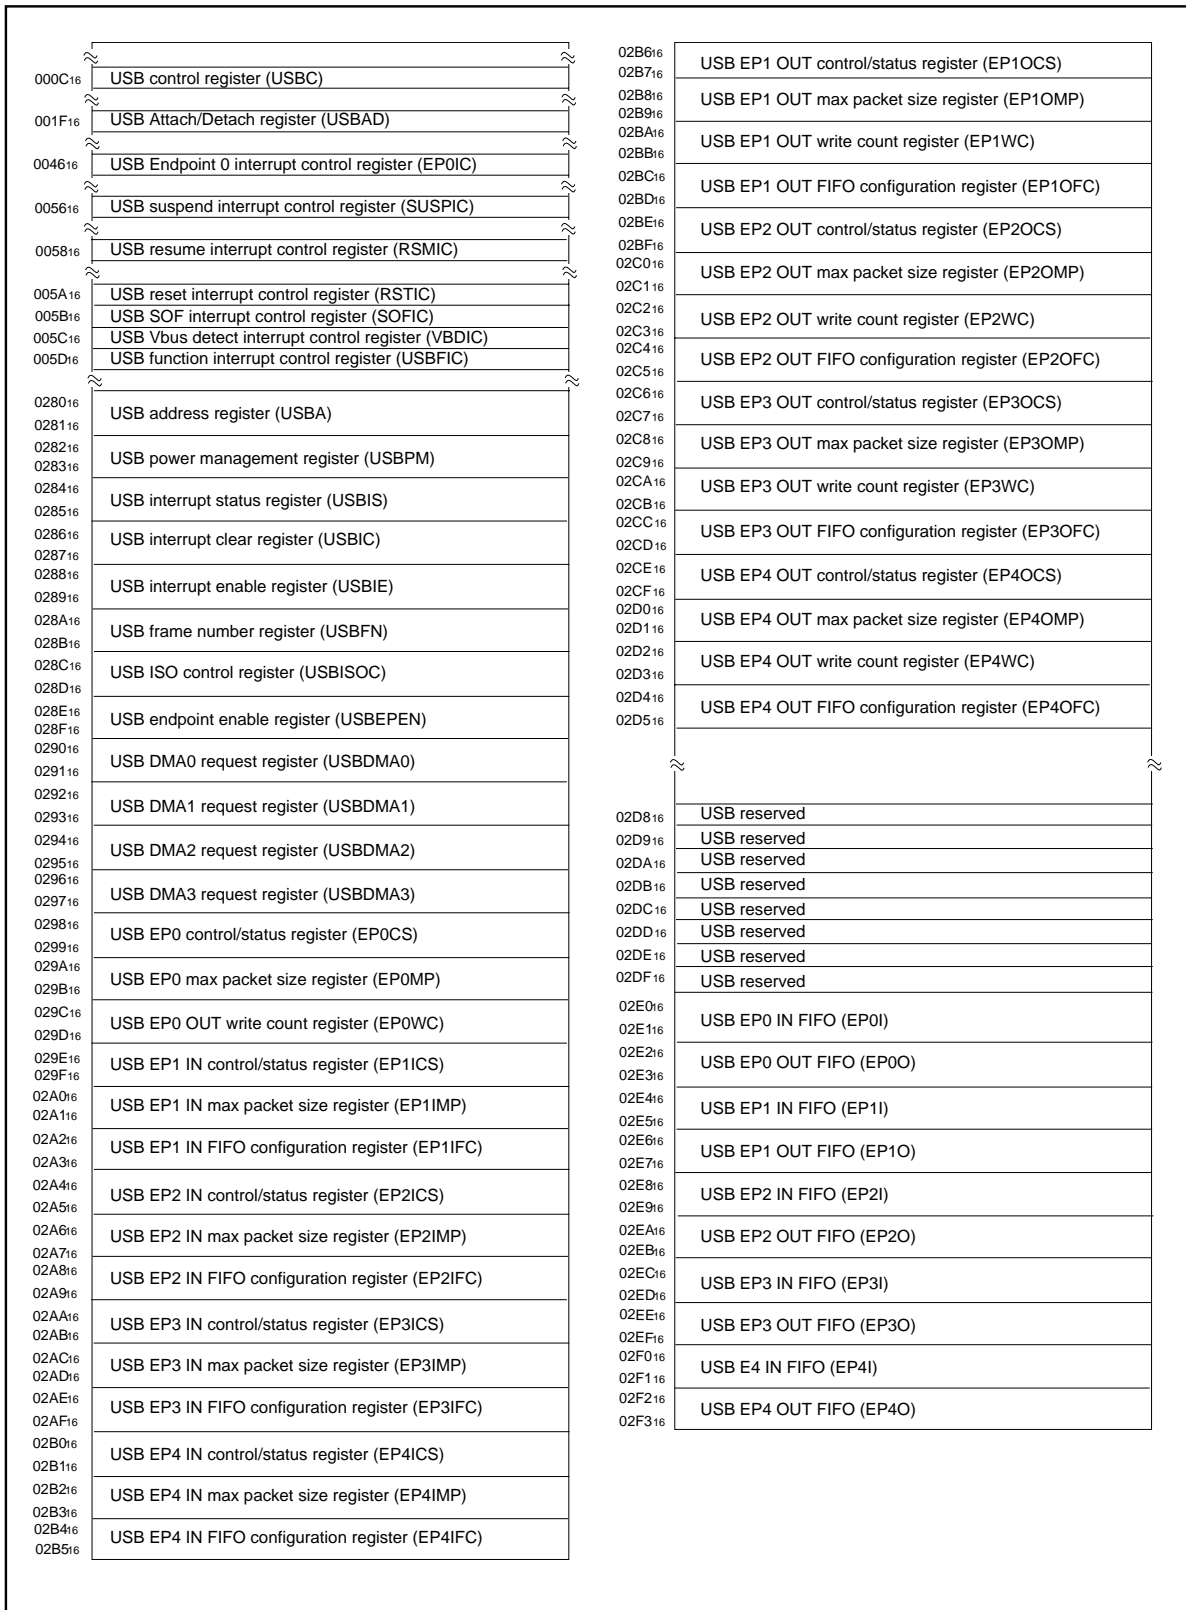 000C16 USB control register (USBC)
001F16 USB Attach/Detach register (USBAD)
004616 USB Endpoint 0 interrupt control register (EP0IC)
005616 USB suspend interrupt control register (SUSPIC)
005816 USB resume interrupt control register (RSMIC)
005A16 USB reset interrupt control register (RSTIC)
005B16 USB SOF interrupt control register (SOFIC)
005C16 USB Vbus detect interrupt control register (VBDIC)
005D16 USB function interrupt control register (USBFIC)
028016
USB address register (USBA)
028116
028216
USB power management register (USBPM)
028316
028416
USB interrupt status register (USBIS)
028516
028616
USB interrupt clear register (USBIC)
028716
028816
USB interrupt enable register (USBIE)
028916
028A16
USB frame number register (USBFN)
028B16
028C16
USB ISO control register (USBISOC)
028D16
028E16
USB endpoint enable register (USBEPEN)
028F16
029016
USB DMA0 request register (USBDMA0)
029116
029216
USB DMA1 request register (USBDMA1)
029316
029416
USB DMA2 request register (USBDMA2)
029516
029616
USB DMA3 request register (USBDMA3)
029716
029816
USB EP0 control/status register (EP0CS)
029916
029A16
USB EP0 max packet size register (EP0MP)
029B16
029C16
USB EP0 OUT write count register (EP0WC)
029D16
029E16
USB EP1 IN control/status register (EP1ICS)
029F16
02A016
USB EP1 IN max packet size register (EP1IMP)
02A116
02A216
USB EP1 IN FIFO configuration register (EP1IFC)
02A316
02A416
USB EP2 IN control/status register (EP2ICS)
02A516
02A616
USB EP2 IN max packet size register (EP2IMP)
02A716
02A816
USB EP2 IN FIFO configuration register (EP2IFC)
02A916
02AA16
USB EP3 IN control/status register (EP3ICS)
02AB16
02AC16
USB EP3 IN max packet size register (EP3IMP)
02AD16
02AE16
USB EP3 IN FIFO configuration register (EP3IFC)
02AF16
02B016
USB EP4 IN control/status register (EP4ICS)
02B116
02B216
USB EP4 IN max packet size register (EP4IMP)
02B316
02B416
USB EP4 IN FIFO configuration register (EP4IFC)
02B516
02B616
USB EP1 OUT control/status register (EP1OCS)
02B716
02B816
USB EP1 OUT max packet size register (EP1OMP)
02B916
02BA16
USB EP1 OUT write count register (EP1WC)
02BB16
02BC16
USB EP1 OUT FIFO configuration register (EP1OFC)
02BD16
02BE16
USB EP2 OUT control/status register (EP2OCS)
02BF16
02C016
USB EP2 OUT max packet size register (EP2OMP)
02C116
02C216
USB EP2 OUT write count register (EP2WC)
02C316
02C416
USB EP2 OUT FIFO configuration register (EP2OFC)
02C516
02C616
USB EP3 OUT control/status register (EP3OCS)
02C716
02C816
USB EP3 OUT max packet size register (EP3OMP)
02C916
02CA16
USB EP3 OUT write count register (EP3WC)
02CB16
02CC16
USB EP3 OUT FIFO configuration register (EP3OFC)
02CD16
02CE16
USB EP4 OUT control/status register (EP4OCS)
02CF16
02D016
USB EP4 OUT max packet size register (EP4OMP)
02D116
02D216
USB EP4 OUT write count register (EP4WC)
02D316
02D416
USB EP4 OUT FIFO configuration register (EP4OFC)
02D516
02D816 USB reserved
02D916 USB reserved
02DA16 USB reserved
02DB16 USB reserved
02DC16 USB reserved
02DD16 USB reserved
02DE16 USB reserved
02DF16 USB reserved
02E016
USB EP0 IN FIFO (EP0I)
02E116
02E216
USB EP0 OUT FIFO (EP0O)
02E316
02E416
USB EP1 IN FIFO (EP1I)
02E516
02E616
USB EP1 OUT FIFO (EP1O)
02E716
02E816
USB EP2 IN FIFO (EP2I)
02E916
02EA16
USB EP2 OUT FIFO (EP2O)
02EB16
02EC16
USB EP3 IN FIFO (EP3I)
02ED16
02EE16
USB EP3 OUT FIFO (EP3O)
02EF16
02F016
USB E4 IN FIFO (EP4I)
02F116
02F216
USB EP4 OUT FIFO (EP4O)
02F316